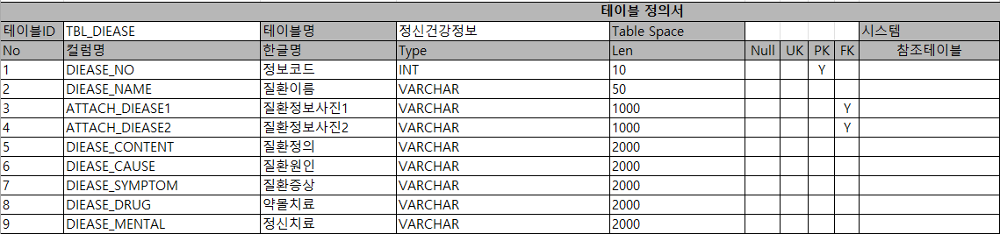 테이블 정의서
테이블ID TBL_DIEASE 테이블명 정신건강정보 Table Space 시스템
No 컬럼명 한글명 Type Len Null UK PK FK 참조테이블
1 DIEASE_NO 정보코드 INT 10 Y
2 DIEASE_NAME 질환이름 VARCHAR 50
3 ATTACH_DIEASE1 질환정보사진1 VARCHAR 1000 Y
4 ATTACH_DIEASE2 질환정보사진2 VARCHAR 1000 Y
5 DIEASE_CONTENT 질환정의 VARCHAR 2000
6 DIEASE_CAUSE 질환원인 VARCHAR 2000
7 DIEASE_SYMPTOM 질환증상 VARCHAR 2000
8 DIEASE_DRUG 약몰치료 VARCHAR 2000
9 DIEASE_MENTAL 정신치료 VARCHAR 2000